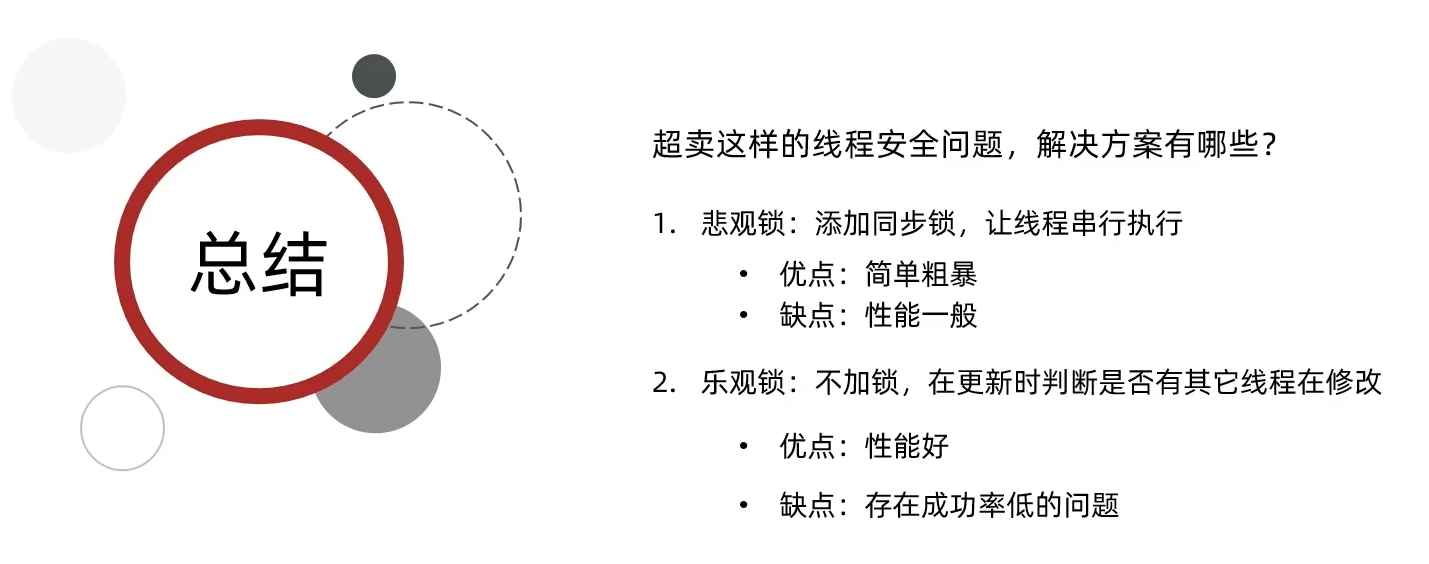 总结
超卖这样的线程安全问题，解决方案有哪些？
1. 悲观锁：添加同步锁，让线程串行执行
• 优点：简单粗暴
• 缺点：性能一般
2. 乐观锁：不加锁，在更新时判断是否有其它线程在修改
• 优点：性能好
• 缺点：存在成功率低的问题